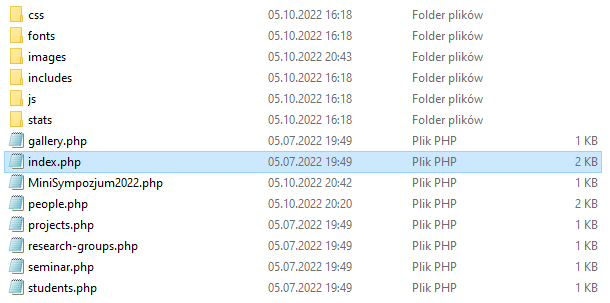 css 05.10.2022 16:18 Folder plików
fonts 05.10.2022 16:18 Folder plików
images 05.10.2022 20:43 Folder plików
includes 05.10.2022 16:18 Folder plików
js 05.10.2022 16:18 Folder plików
stats 05.10.2022 16:18 Folder plików
gallery.php 05.07.2022 19:49 Plik PHP 1 KB
index.php 05.07.2022 19:49 Plik PHP 2 KB
MiniSympozjum2022.php 05.10.2022 20:42 Plik PHP 1 KB
people.php 05.10.2022 20:20 Plik PHP 2 KB
projects.php 05.07.2022 19:49 Plik PHP 1 KB
research-groups.php 05.07.2022 19:49 Plik PHP 1 KB
seminar.php 05.07.2022 19:49 Plik PHP 1 KB
students.php 05.07.2022 19:49 Plik PHP 1 KB